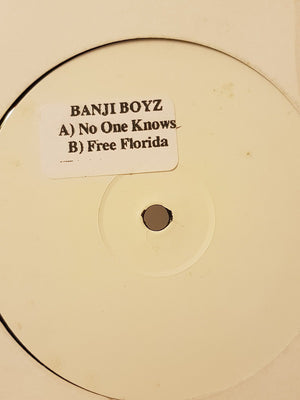 BANJI BOYZ
A) No One Knows
B) Free Florida